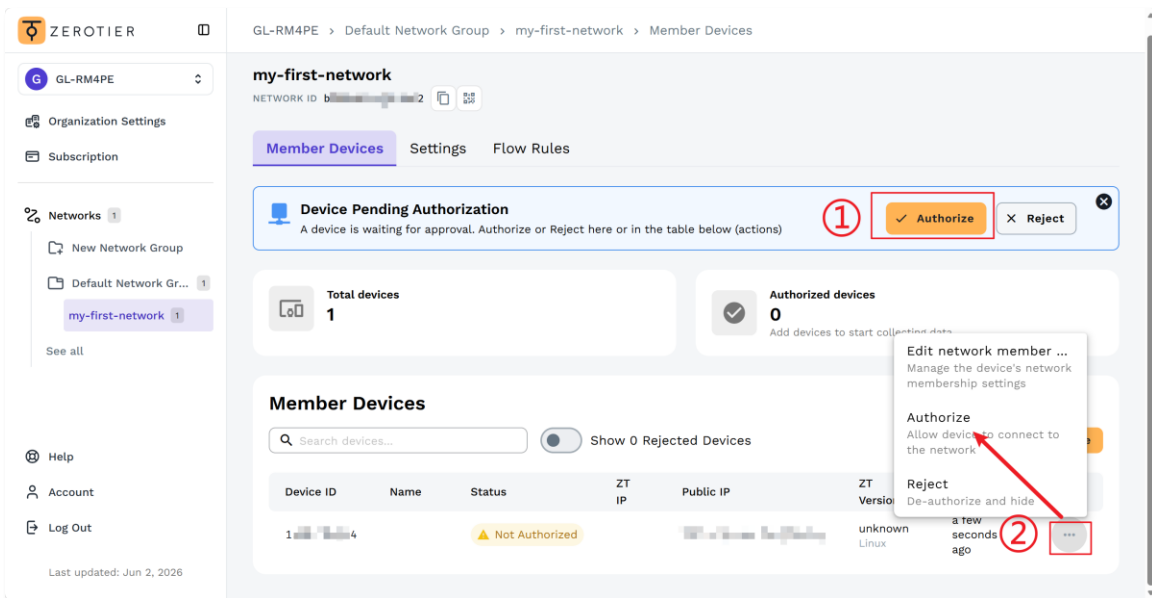 ZEROTIER
GL-RM4PE > Default Network Group > my-first-network > Member Devices
G GL-RM4PE
Organization Settings
Subscription
Networks 1
New Network Group
Default Network Gr... 1
my-first-network 1
See all
Help
Account
Log Out
Last updated: Jun 2, 2026
my-first-network
NETWORK ID
Member Devices Settings Flow Rules
Device Pending Authorization
A device is waiting for approval. Authorize or Reject here or in the table below (actions)
①
Authorize
Reject
Total devices
1
Authorized devices
0
Add devices to start collecting data
Member Devices
Search devices...
Show 0 Rejected Devices
Edit network member ...
Manage the device's network
membership settings
Authorize
Allow device to connect to
the network
Reject
De-authorize and hide
Device ID Name Status ZT IP Public IP ZT
Not Authorized
unknown
Linux
a few
seconds
ago
②
...